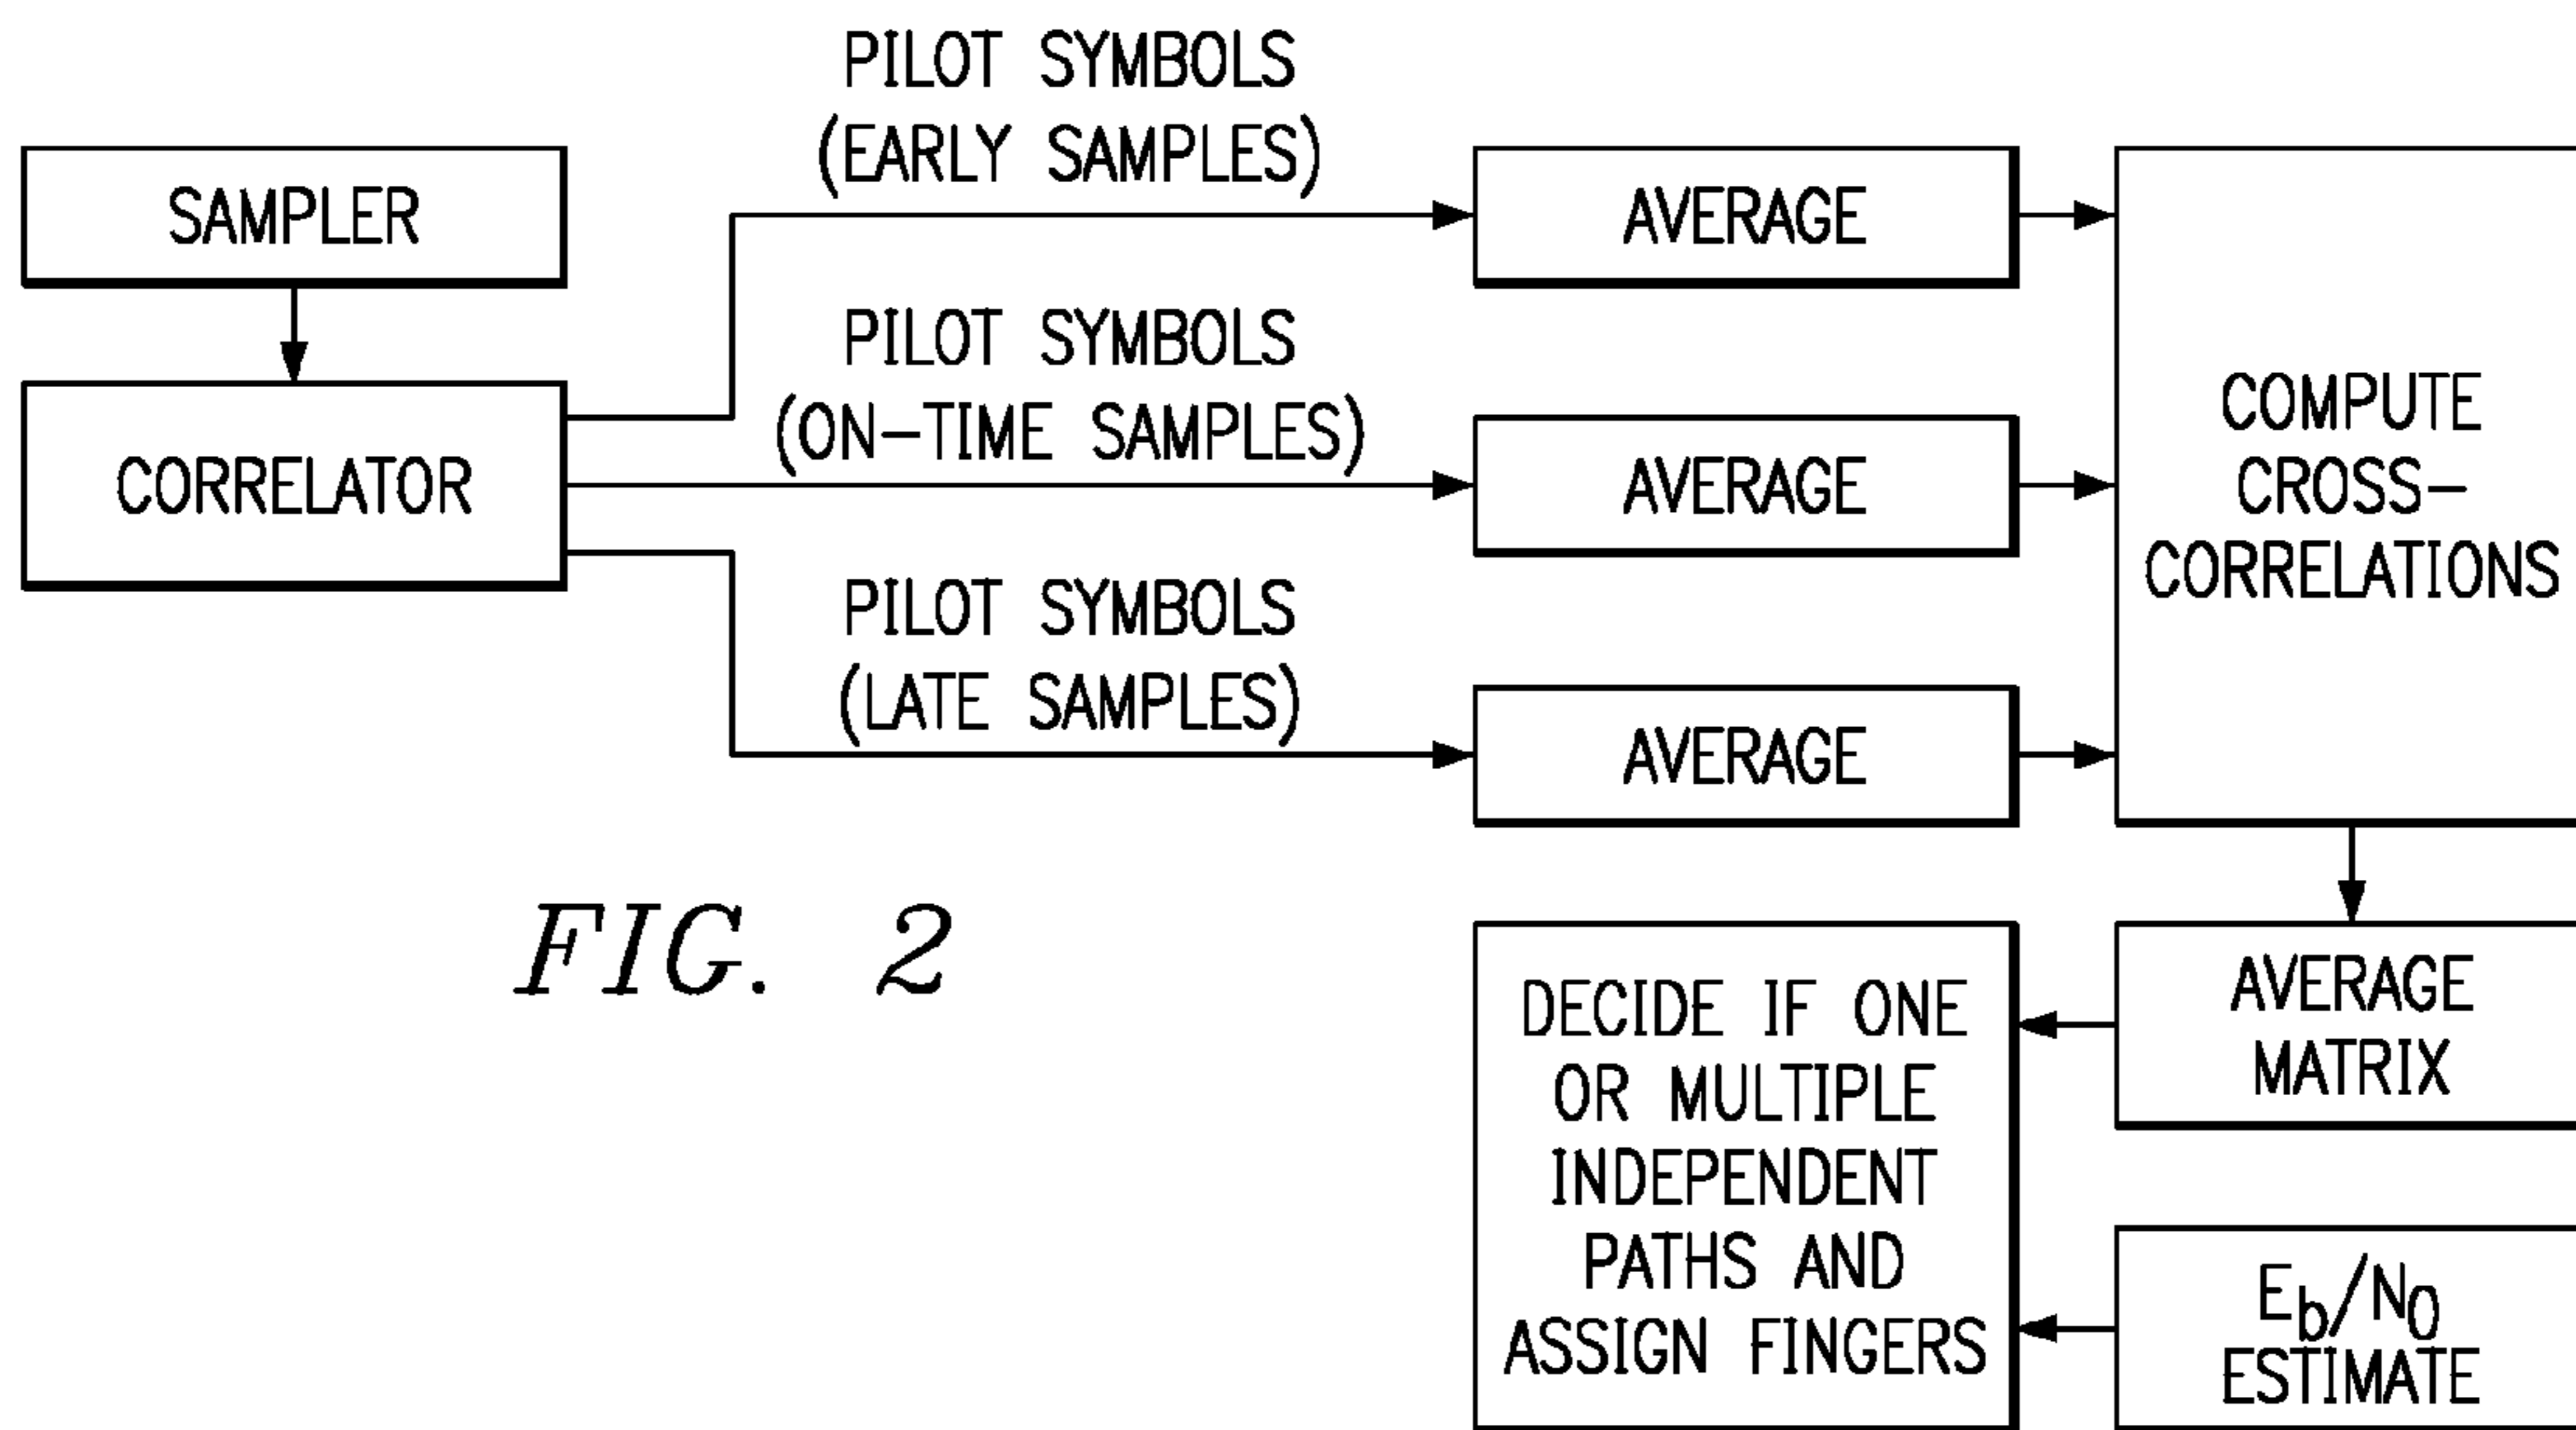 PILOT SYMBOLS
(EARLY SAMPLES)
SAMPLER
AVERAGE
PILOT SYMBOLS
(ON-TIME SAMPLES)
CORRELATOR
AVERAGE
COMPUTE
CROSS-
CORRELATIONS
PILOT SYMBOLS
(LATE SAMPLES)
AVERAGE
FIG. 2
DECIDE IF ONE
OR MULTIPLE
INDEPENDENT
PATHS AND
ASSIGN FINGERS
AVERAGE
MATRIX
Eb/N0
ESTIMATE